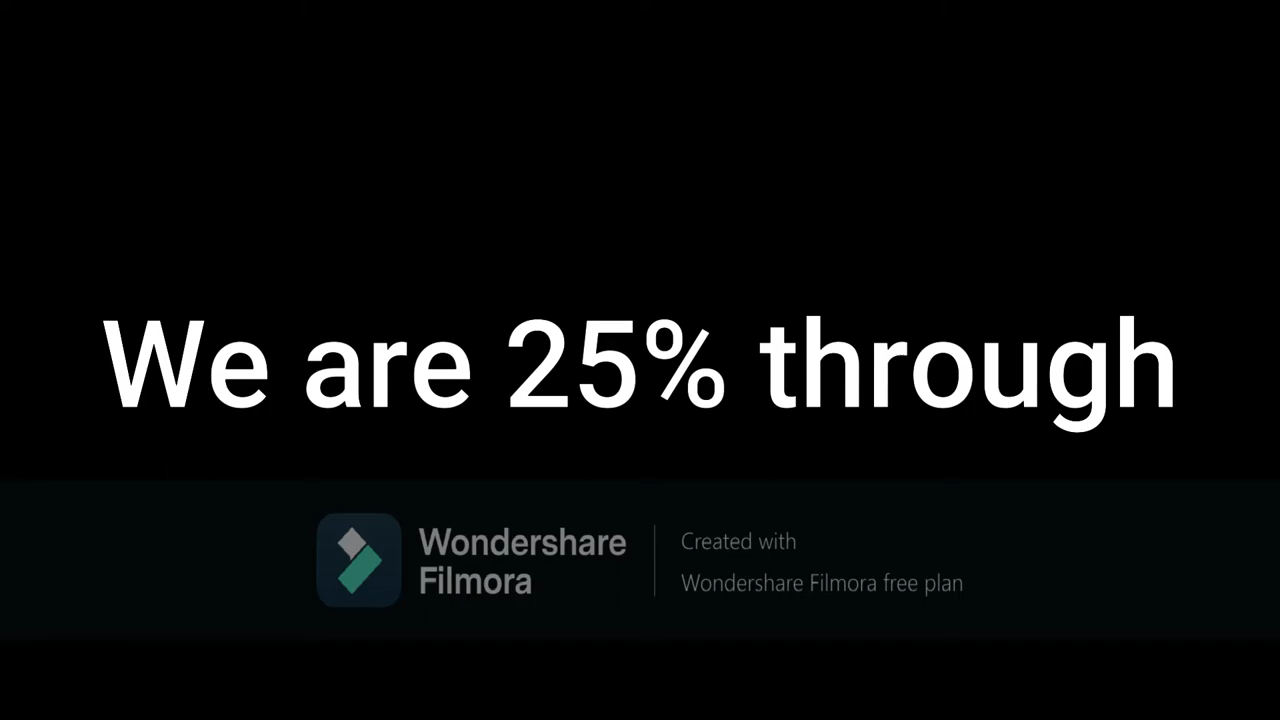 We are 25% through
Wondershare
Filmora
Created with
Wondershare Filmora free plan